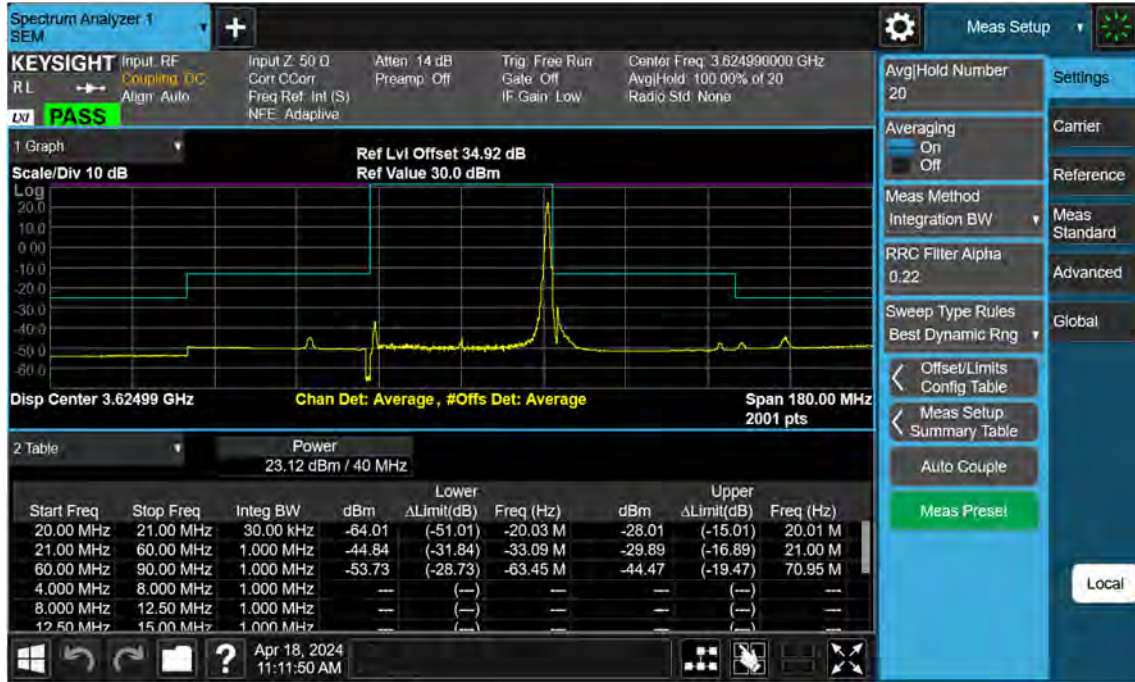 Spectrum Analyzer 1
SEM
+
Meas Setup
KEYSIGHT
RL
LXI
PASS
Input: RF
Coupling: DC
Align: Auto
Input Z: 50 Ω
Corr CCorr
Freq Ref: Int (S)
NFE: Adaptive
Atten: 14 dB
Preamp: Off
Trig: Free Run
Gate: Off
IF Gain: Low
Center Freq: 3.624990000 GHz
Avg|Hold: 100.00% of 20
Radio Std: None
1 Graph
Scale/Div 10 dB
Ref Lvl Offset 34.92 dB
Ref Value 30.0 dBm
Log
20.0
10.0
0.00
-10.0
-20.0
-30.0
-40.0
-50.0
-60.0
Disp Center 3.62499 GHz
Chan Det: Average, #Offs Det: Average
Span 180.00 MHz
2001 pts
2 Table
Power
23.12 dBm / 40 MHz
Lower Upper
Start Freq Stop Freq Integ BW dBm ΔLimit(dB) Freq (Hz) dBm ΔLimit(dB) Freq (Hz)
20.00 MHz 21.00 MHz 30.00 kHz -64.01 (-51.01) -20.03 M -28.01 (-15.01) 20.01 M
21.00 MHz 60.00 MHz 1.000 MHz -44.84 (-31.84) -33.09 M -29.89 (-16.89) 21.00 M
60.00 MHz 90.00 MHz 1.000 MHz -53.73 (-28.73) -63.45 M -44.47 (-19.47) 70.95 M
4.000 MHz 8.000 MHz 1.000 MHz --- (---) --- --- (---) ---
8.000 MHz 12.50 MHz 1.000 MHz --- (---) --- --- (---) ---
12.50 MHz 15.00 MHz 1.000 MHz --- (---) --- --- (---) ---
?
Apr 18, 2024
11:11:50 AM
Avg|Hold Number
20
Averaging
On
Off
Meas Method
Integration BW
RRC Filter Alpha
0.22
Sweep Type Rules
Best Dynamic Rng
Offset/Limits
Config Table
Meas Setup
Summary Table
Auto Couple
Meas Preset
Settings
Carrier
Reference
Meas
Standard
Advanced
Global
Local